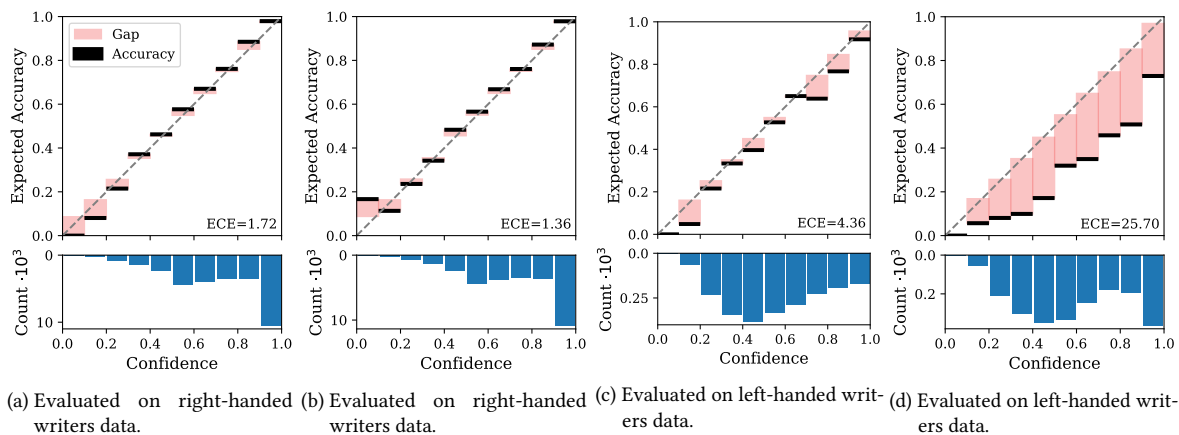 1.0
0.8
0.6
0.4
0.2
0.0
Expected Accuracy
Gap
Accuracy
ECE=1.72
0
10
Count ·10³
0.0 0.2 0.4 0.6 0.8 1.0
Confidence
(a) Evaluated on right-handed
writers data.
1.0
0.8
0.6
0.4
0.2
0.0
Expected Accuracy
ECE=1.36
0
10
Count ·10³
0.0 0.2 0.4 0.6 0.8 1.0
Confidence
(b) Evaluated on right-handed
writers data.
1.0
0.8
0.6
0.4
0.2
0.0
Expected Accuracy
ECE=4.36
0.0
0.25
Count ·10³
0.0 0.2 0.4 0.6 0.8 1.0
Confidence
(c) Evaluated on left-handed writ-
ers data.
1.0
0.8
0.6
0.4
0.2
0.0
Expected Accuracy
ECE=25.70
0.0
0.2
Count ·10³
0.0 0.2 0.4 0.6 0.8 1.0
Confidence
(d) Evaluated on left-handed writ-
ers data.